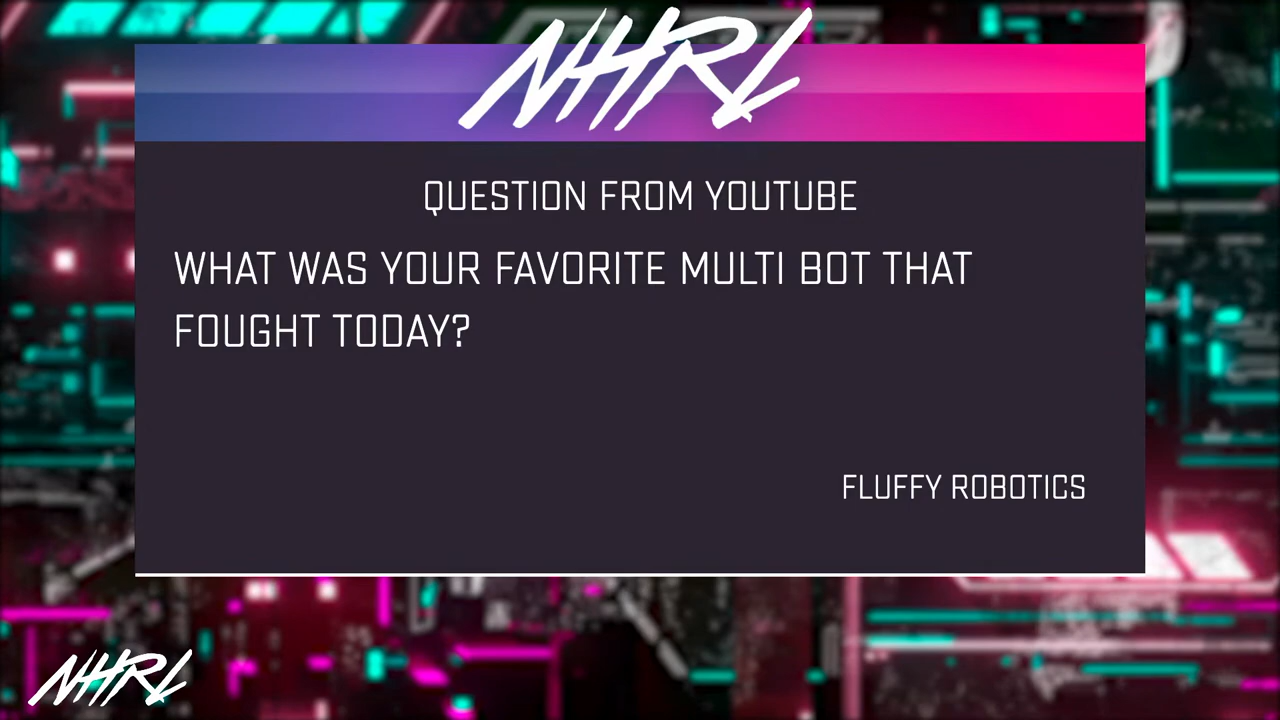 NHRL
QUESTION FROM YOUTUBE
WHAT WAS YOUR FAVORITE MULTI BOT THAT
FOUGHT TODAY?
FLUFFY ROBOTICS
NHRL